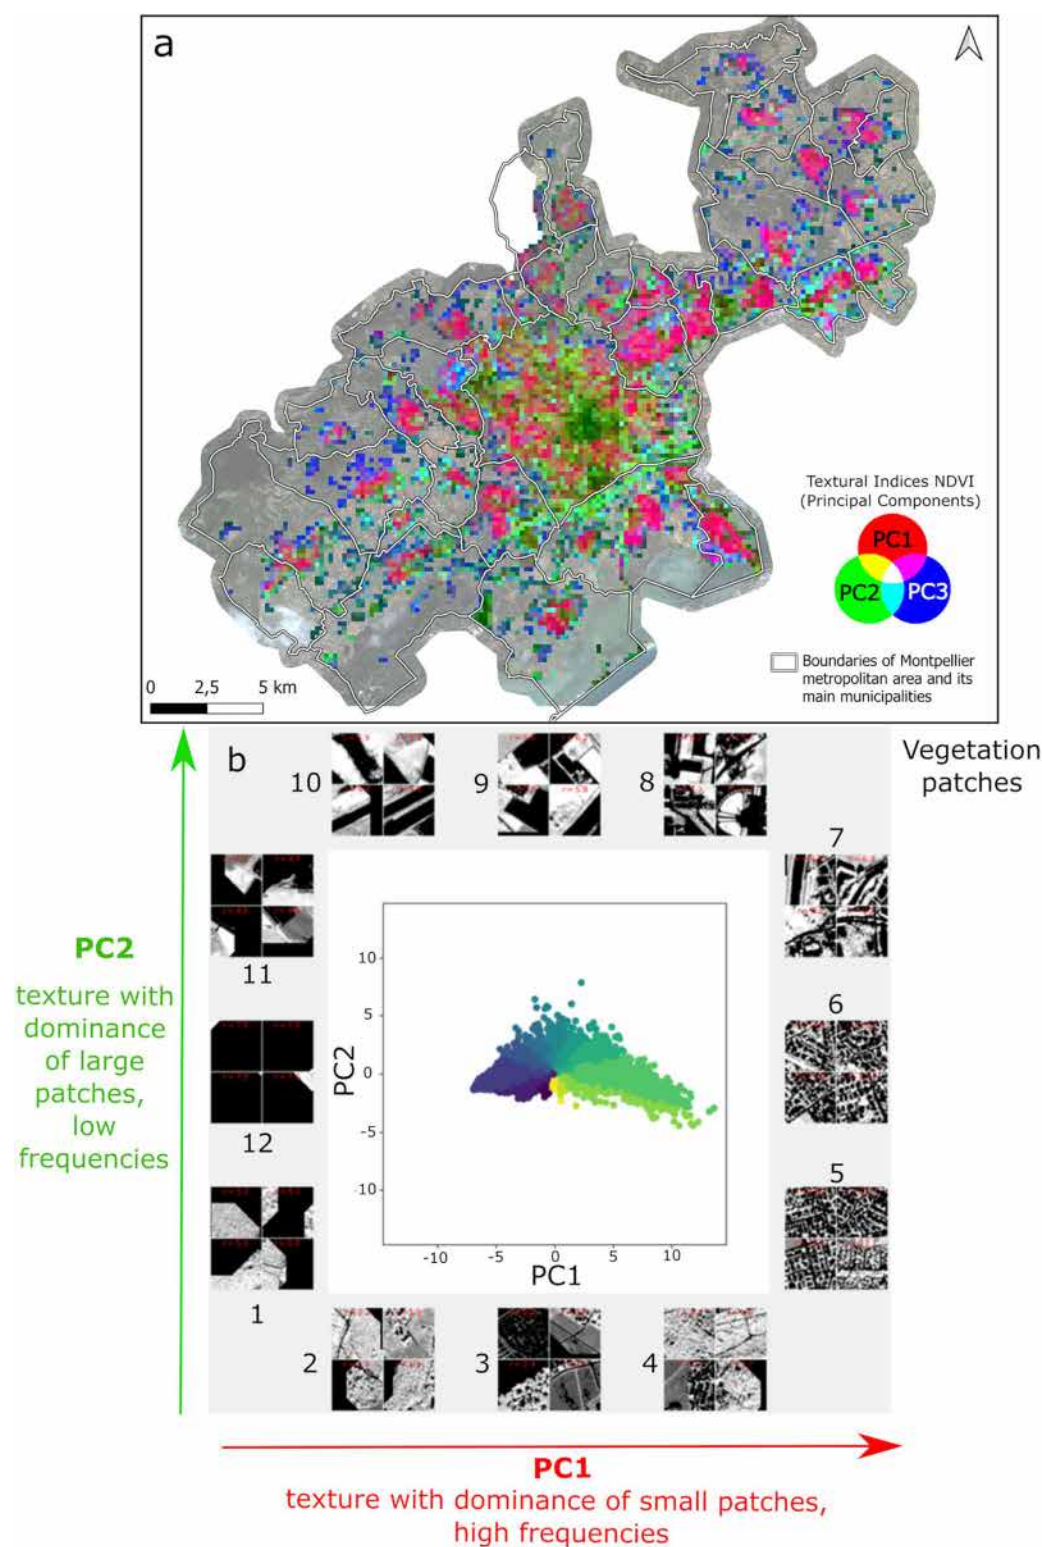 a
Textural Indices NDVI
(Principal Components)
PC1
PC2
PC3
Boundaries of Montpellier
metropolitan area and its
main municipalities
0 2,5 5 km
b
Vegetation
patches
10
9
8
7
11
6
12
5
1
2
3
4
PC2
texture with
dominance
of large
patches,
low
frequencies
PC2
10
5
0
-5
-10
-10 -5 0 5 10
PC1
PC1
texture with dominance of small patches,
high frequencies